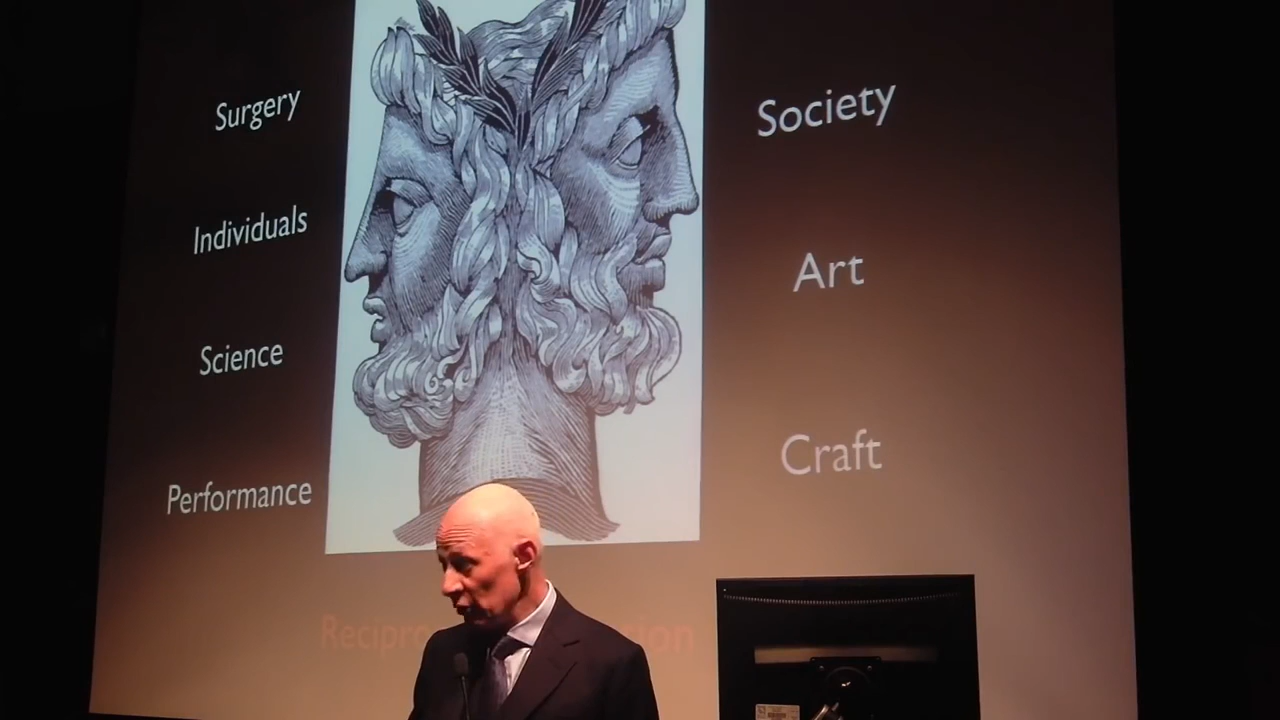 Surgery
Society
Individuals
Art
Science
Craft
Performance